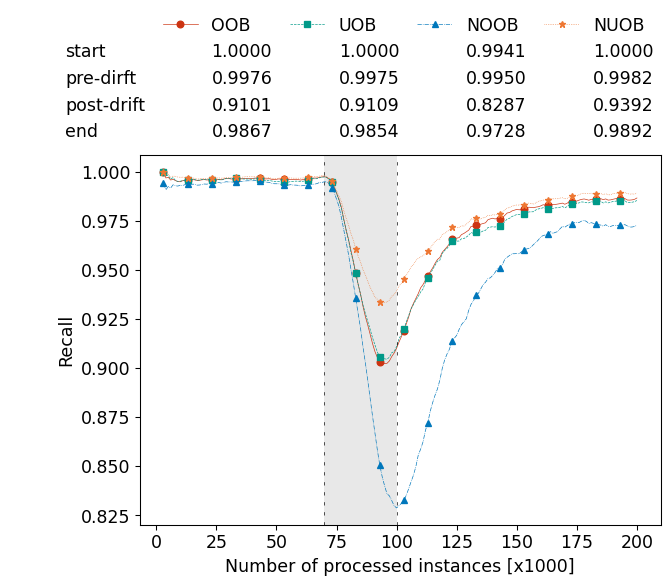 OOB UOB NOOB NUOB
start 1.0000 1.0000 0.9941 1.0000
pre-dirft 0.9976 0.9975 0.9950 0.9982
post-drift 0.9101 0.9109 0.8287 0.9392
end 0.9867 0.9854 0.9728 0.9892
1.000
0.975
0.950
0.925
0.900
0.875
0.850
0.825
Recall
0 25 50 75 100 125 150 175 200
Number of processed instances [x1000]